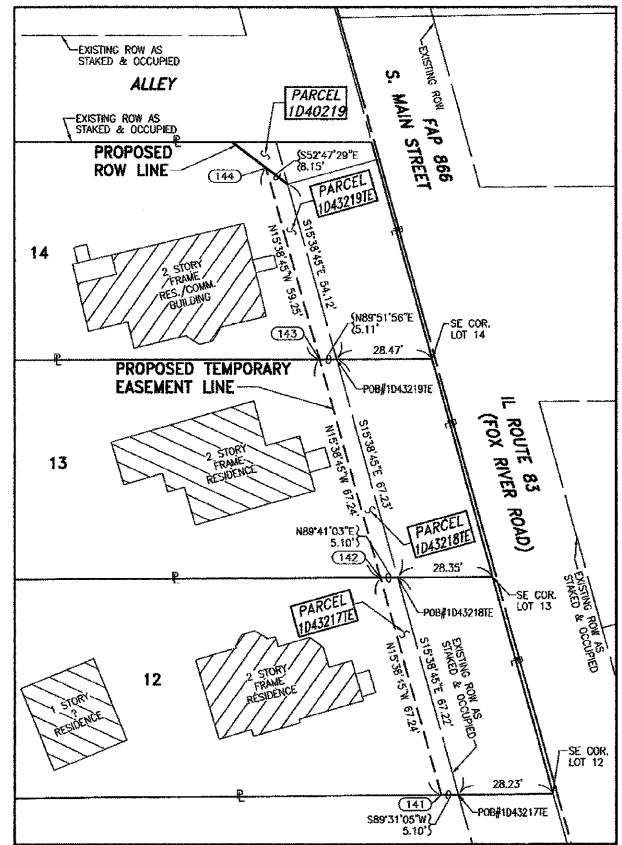 EXISTING ROW AS
STAKED & OCCUPIED
ALLEY
EXISTING ROW AS
STAKED & OCCUPIED
PARCEL
1D40219
EXISTING ROW
FAP 866
S. MAIN STREET
PROPOSED
ROW LINE
144
S52°47'29"E
8.15'
PARCEL
1D43219TE
14
2 STORY
FRAME
RES./COMM.
BUILDING
N15°38'45"W 59.25'
S15°38'45"E 54.12'
143
N89°51'56"E
5.11'
28.47'
SE COR.
LOT 14
POB#1D43219TE
PROPOSED TEMPORARY
EASEMENT LINE
IL ROUTE 83
(FOX RIVER ROAD)
13
2 STORY
FRAME
RESIDENCE
N15°38'45"W 67.24'
S15°38'45"E 67.23'
PARCEL
1D43218TE
N89°41'03"E
5.10'
142
28.35'
SE COR.
LOT 13
POB#1D43218TE
EXISTING ROW AS
STAKED & OCCUPIED
PARCEL
1D43217TE
12
2 STORY
FRAME
RESIDENCE
1 STORY
?
RESIDENCE
N15°38'45"W 67.24'
S15°38'45"E 67.22'
EXISTING ROW AS
STAKED & OCCUPIED
SE COR.
LOT 12
28.23'
141
POB#1D43217TE
S89°31'05"W
5.10'